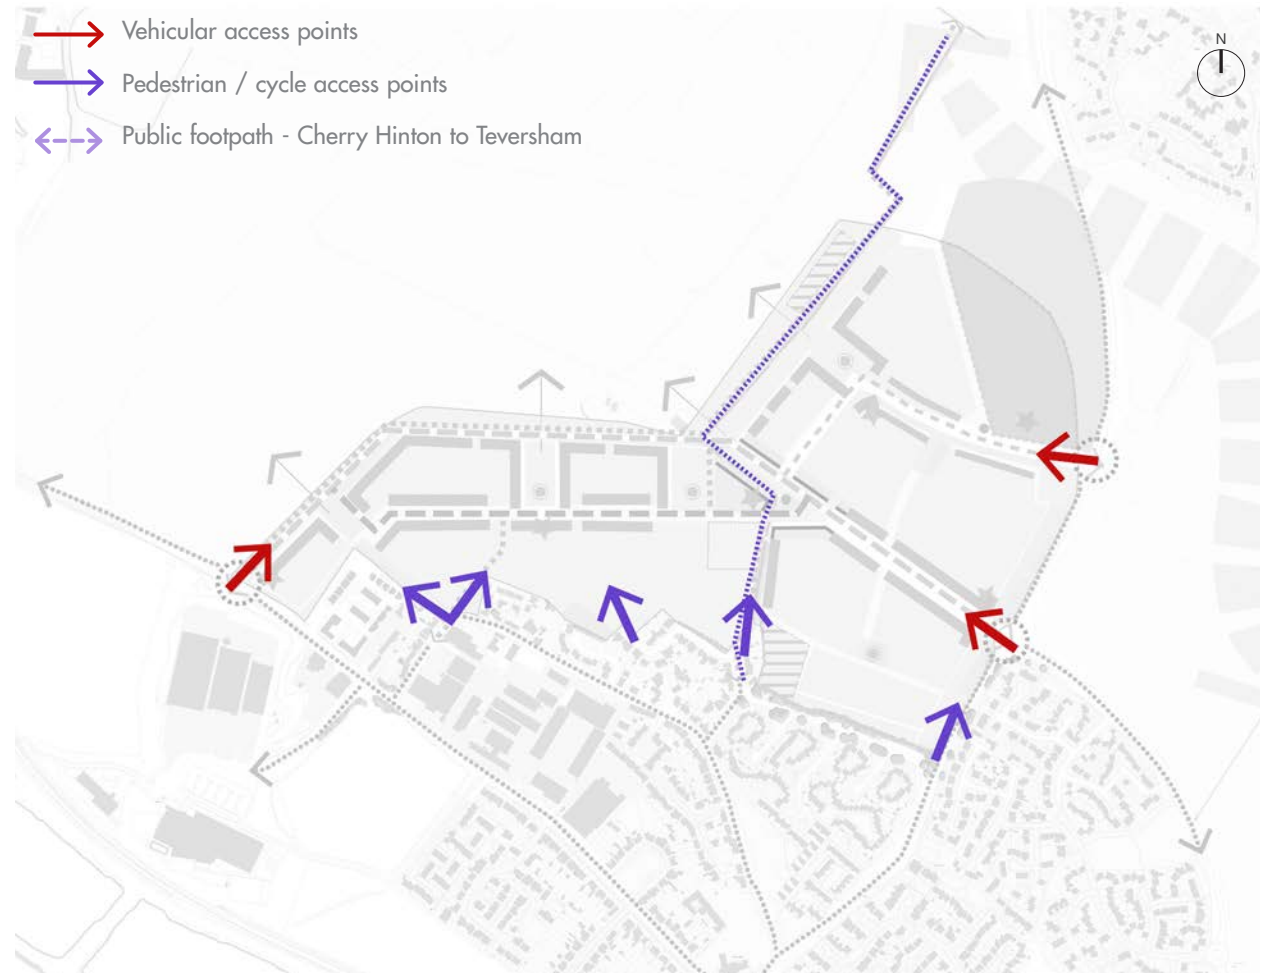 Vehicular access points
N
Pedestrian / cycle access points
Public footpath - Cherry Hinton to Teversham